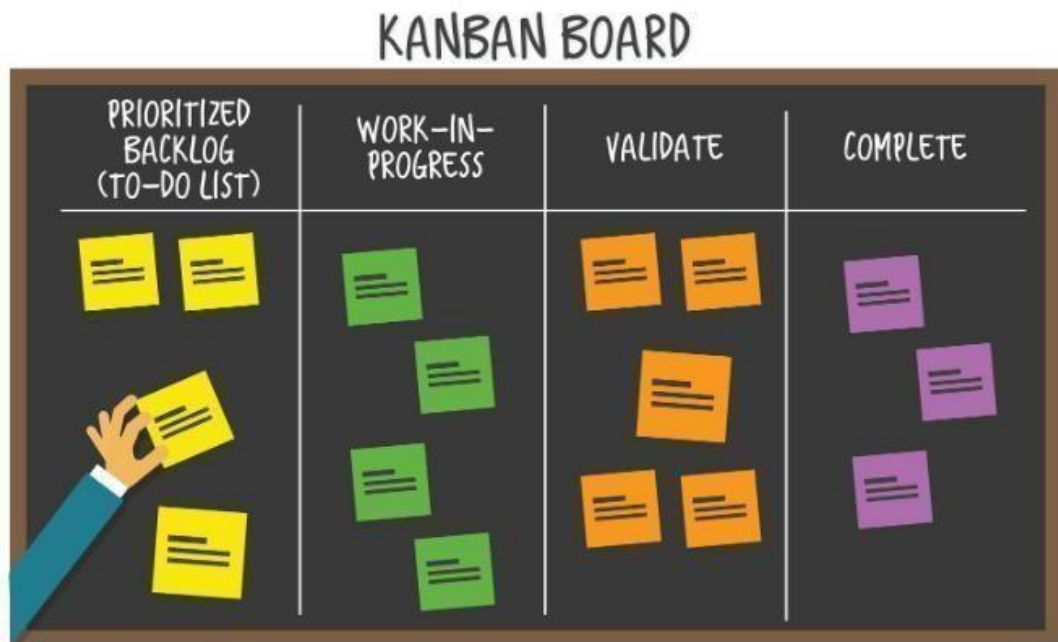 KANBAN BOARD
PRIORITIZED
BACKLOG
(TO-DO LIST)
WORK-IN-
PROGRESS
VALIDATE
COMPLETE